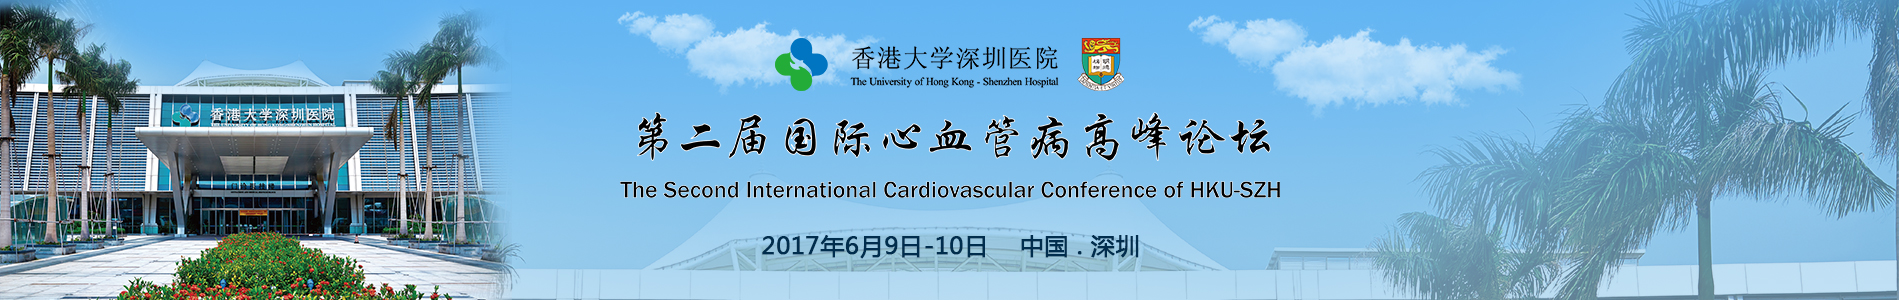 香港大学深圳医院
香港大学深圳医院
The University of Hong Kong - Shenzhen Hospital
第二届国际心血管病高峰论坛
The Second International Cardiovascular Conference of HKU-SZH
2017年6月9日-10日 中国 . 深圳